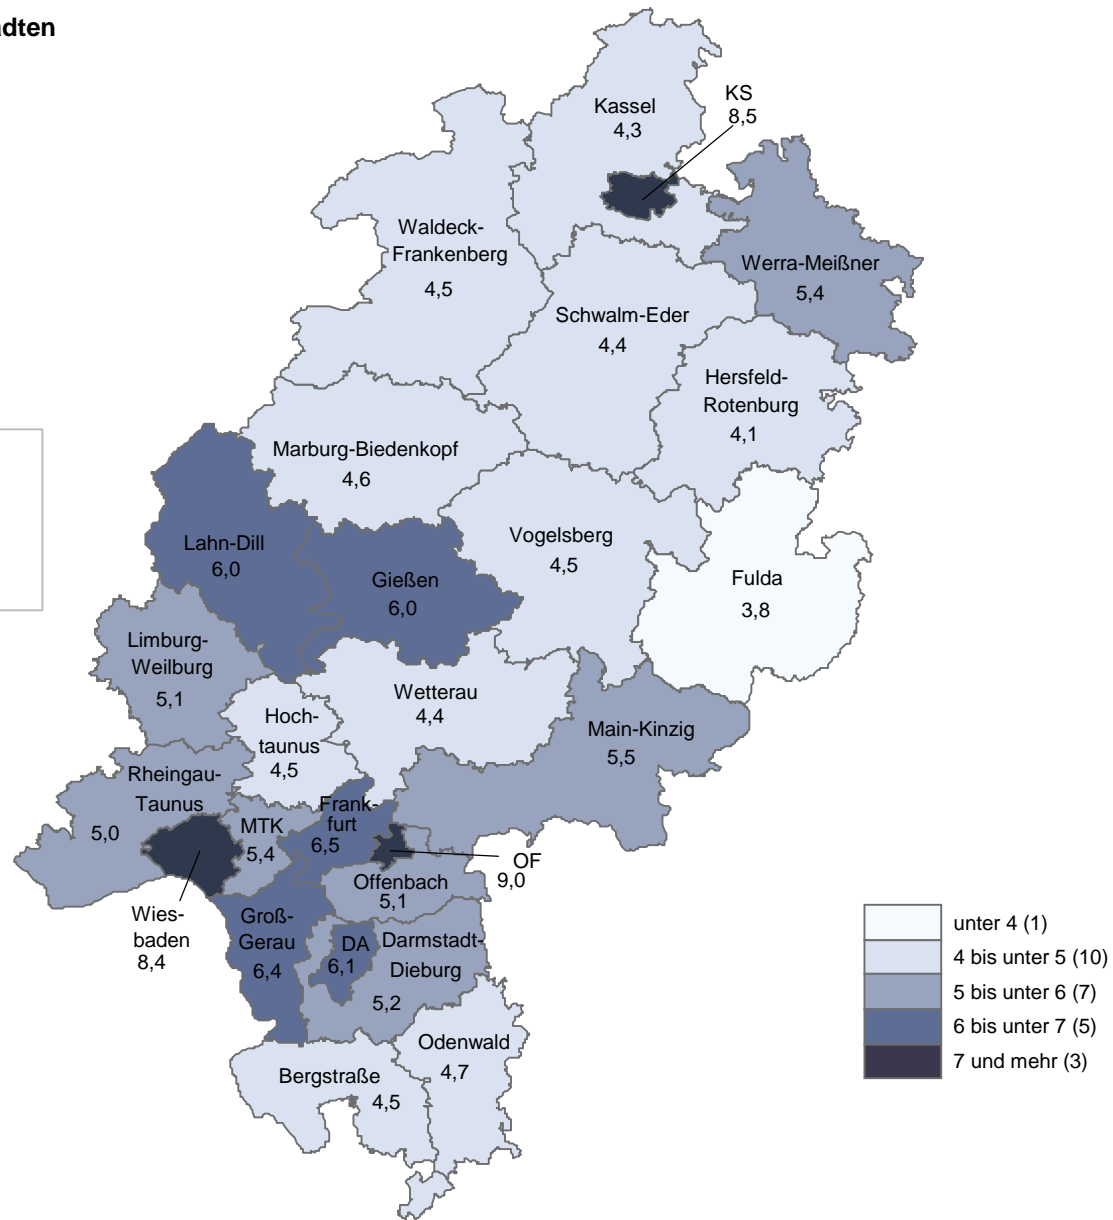 ädten
Kassel
4,3
KS
8,5
Waldeck-
Frankenberg
4,5
Werra-Meißner
5,4
Schwalm-Eder
4,4
Hersfeld-
Rotenburg
4,1
Marburg-Biedenkopf
4,6
Vogelsberg
4,5
Lahn-Dill
6,0
Gießen
6,0
Fulda
3,8
Limburg-
Weilburg
5,1
Wetterau
4,4
Hoch-
taunus
4,5
Main-Kinzig
5,5
Rheingau-
Taunus
5,0
MTK
5,4
Frank-
furt
6,5
OF
9,0
Offenbach
5,1
Wies-
baden
8,4
Groß-
Gerau
6,4
DA
6,1
Darmstadt-
Dieburg
5,2
Odenwald
4,7
Bergstraße
4,5
unter 4 (1)
4 bis unter 5 (10)
5 bis unter 6 (7)
6 bis unter 7 (5)
7 und mehr (3)